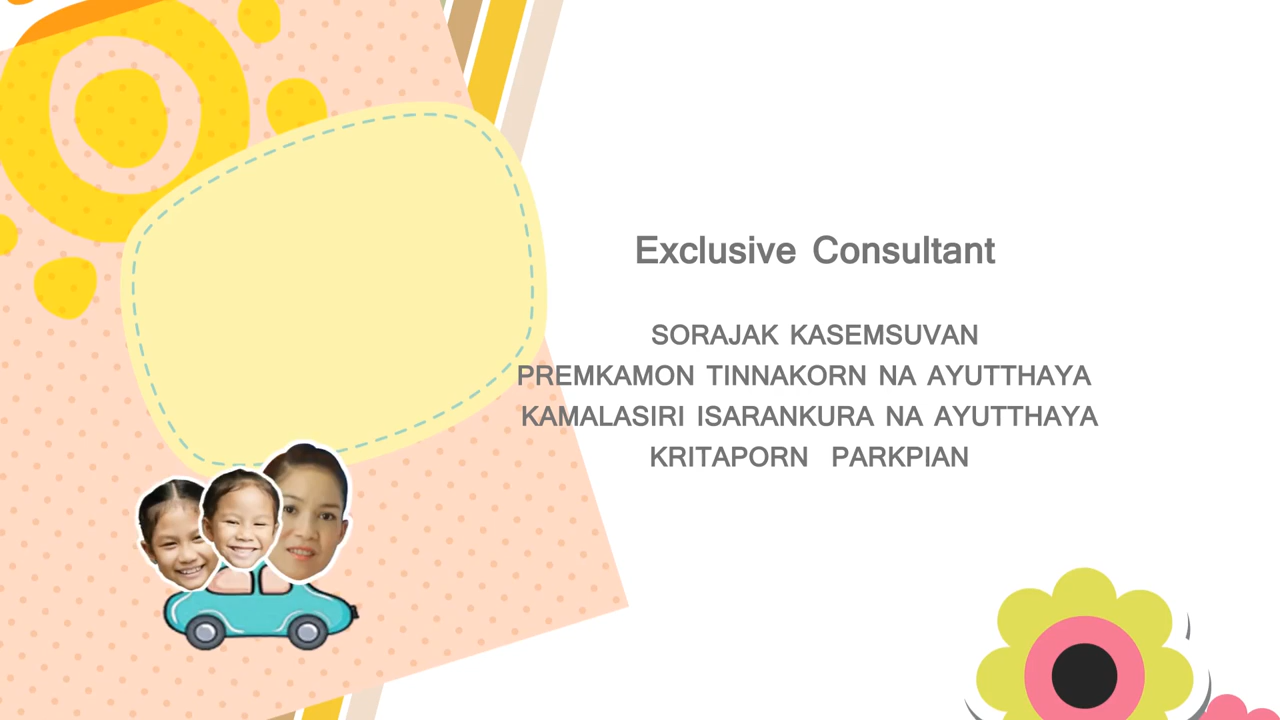 Exclusive Consultant
SORAJAK KASEMSUVAN
PREMKAMON TINNAKORN NA AYUTTHAYA
KAMALASIRI ISARANKURA NA AYUTTHAYA
KRITAPORN PARKPIAN